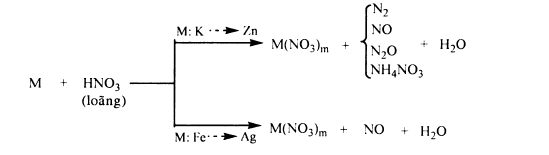 N₂
M: K ⇢ Zn NO
M(NO₃)ₘ + N₂O + H₂O
NH₄NO₃
M + HNO₃
(loãng)
M: Fe ⇢ Ag M(NO₃)ₘ + NO + H₂O